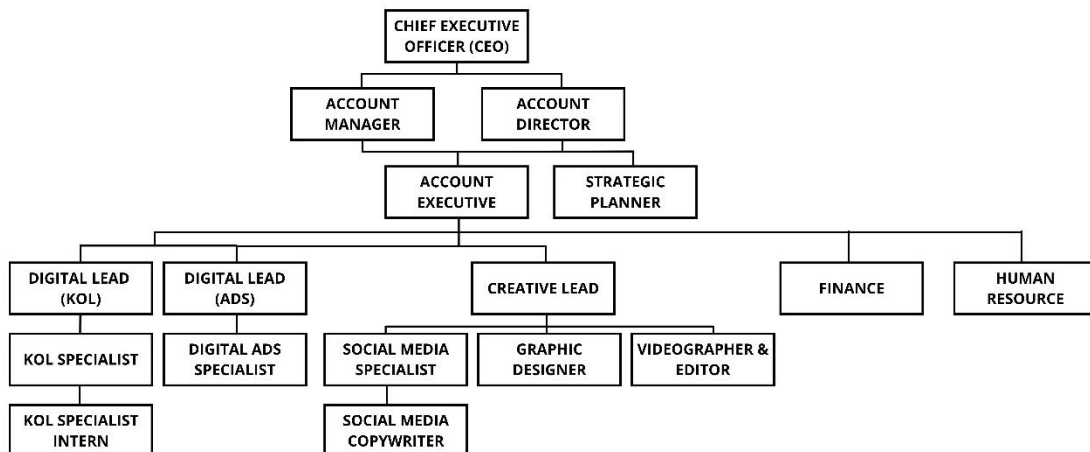 CHIEF EXECUTIVE
OFFICER (CEO)
ACCOUNT
MANAGER
ACCOUNT
DIRECTOR
ACCOUNT
EXECUTIVE
STRATEGIC
PLANNER
DIGITAL LEAD
(KOL)
DIGITAL LEAD
(ADS)
CREATIVE LEAD
FINANCE
HUMAN
RESOURCE
KOL SPECIALIST
DIGITAL ADS
SPECIALIST
SOCIAL MEDIA
SPECIALIST
GRAPHIC
DESIGNER
VIDEOGRAPHER &
EDITOR
KOL SPECIALIST
INTERN
SOCIAL MEDIA
COPYWRITER